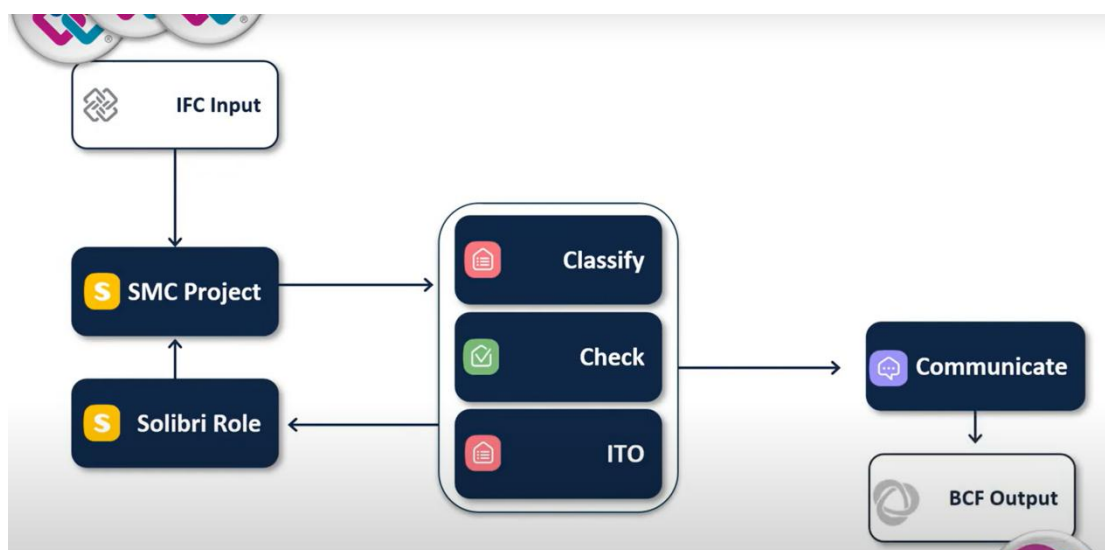 IFC Input
SMC Project
Solibri Role
Classify
Check
ITO
Communicate
BCF Output